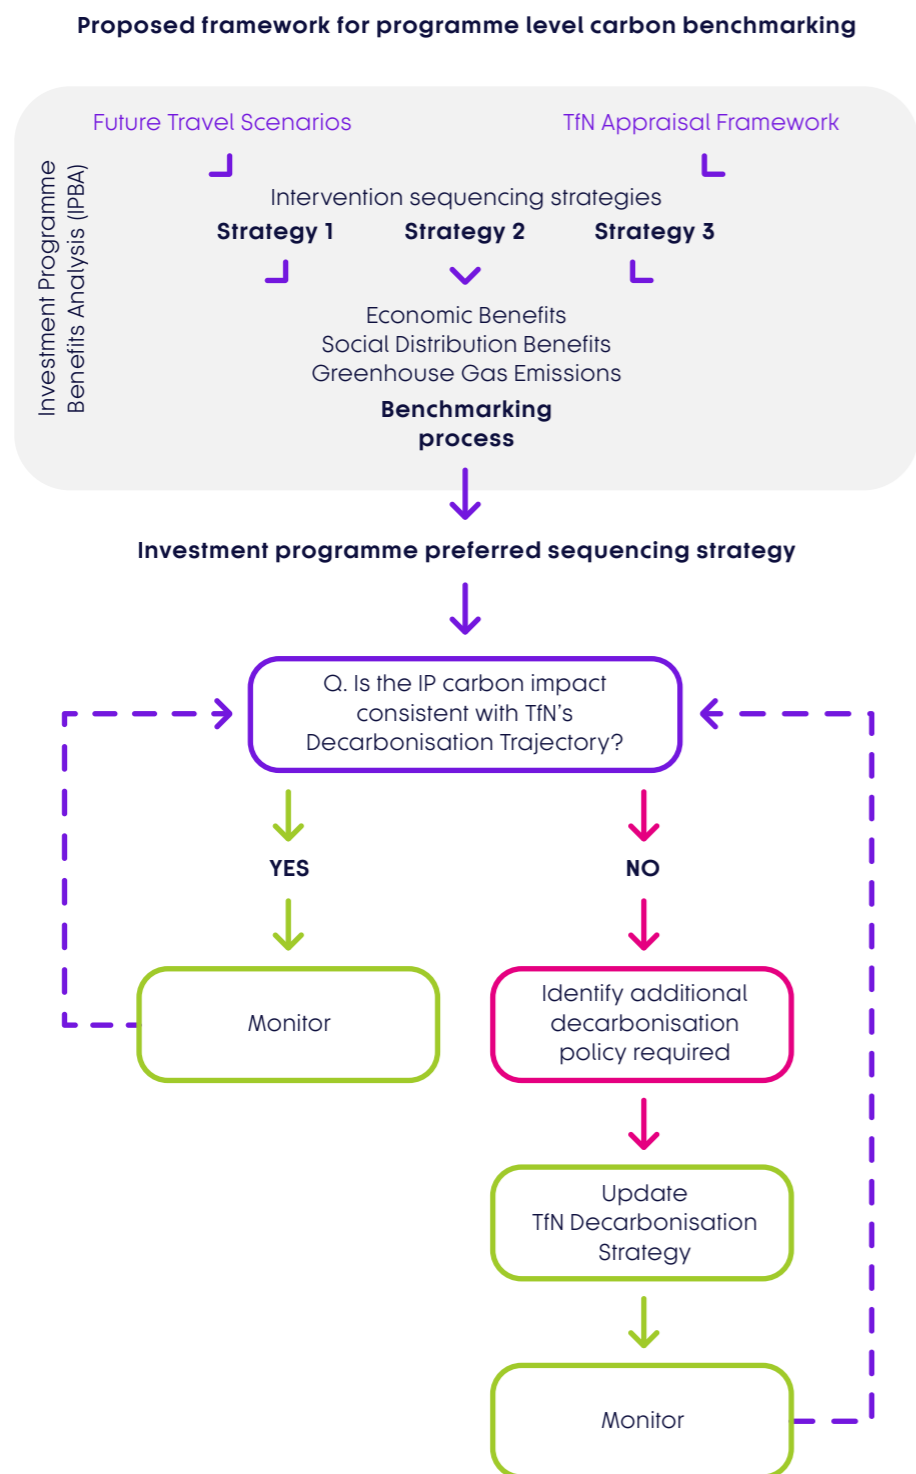 Proposed framework for programme level carbon benchmarking
Investment Programme
Benefits Analysis (IPBA)
Future Travel Scenarios
TfN Appraisal Framework
Intervention sequencing strategies
Strategy 1
Strategy 2
Strategy 3
Economic Benefits
Social Distribution Benefits
Greenhouse Gas Emissions
Benchmarking
process
Investment programme preferred sequencing strategy
Q. Is the IP carbon impact
consistent with TfN's
Decarbonisation Trajectory?
YES
NO
Monitor
Identify additional
decarbonisation
policy required
Update
TfN Decarbonisation
Strategy
Monitor